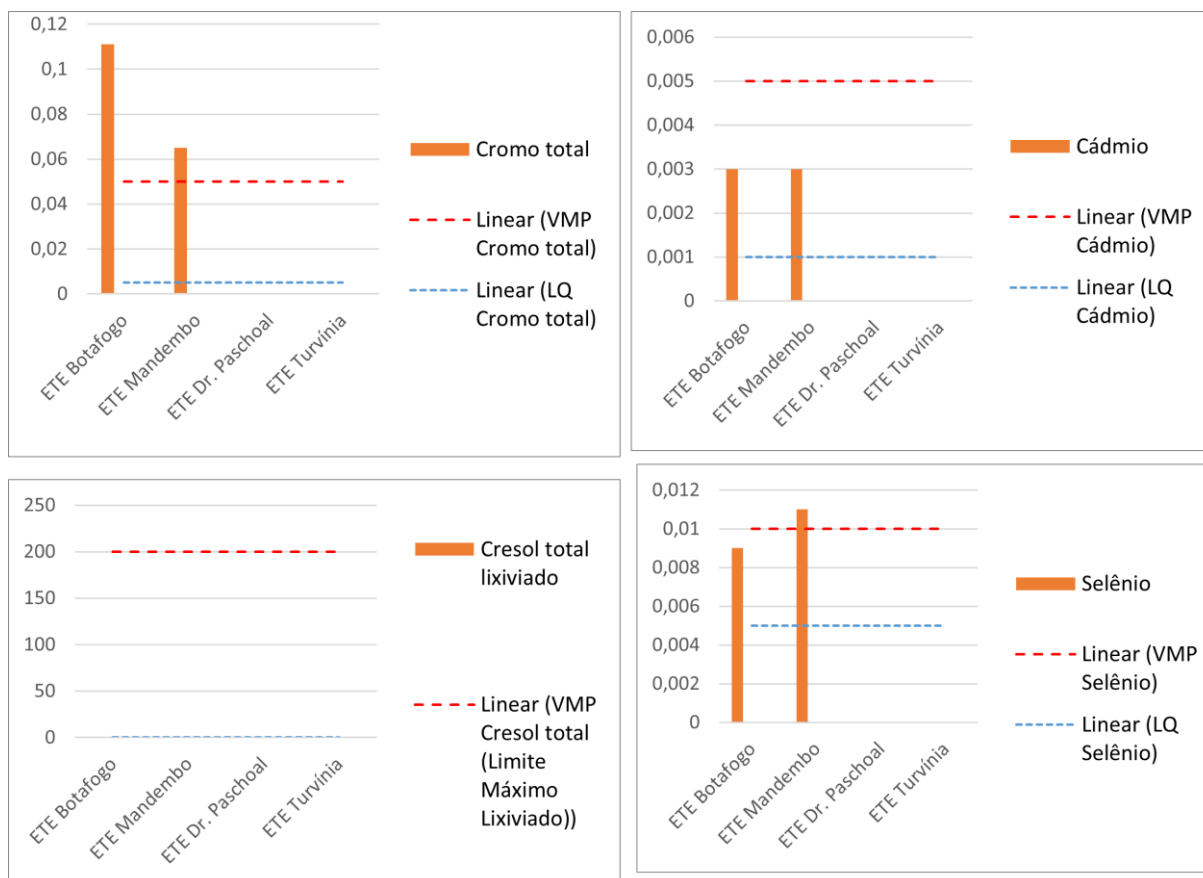 0,12
0,1
0,08
0,06
0,04
0,02
0
ETE Botafogo
ETE Mandembo
ETE Dr. Paschoal
ETE Turvínia
Cromo total
Linear (VMP
Cromo total)
Linear (LQ
Cromo total)
0,006
0,005
0,004
0,003
0,002
0,001
0
ETE Botafogo
ETE Mandembo
ETE Dr. Paschoal
ETE Turvínia
Cádmio
Linear (VMP
Cádmio)
Linear (LQ
Cádmio)
250
200
150
100
50
0
ETE Botafogo
ETE Mandembo
ETE Dr. Paschoal
ETE Turvínia
Cresol total
lixiviado
Linear (VMP
Cresol total
(Limite
Máximo
Lixiviado))
0,012
0,01
0,008
0,006
0,004
0,002
0
ETE Botafogo
ETE Mandembo
ETE Dr. Paschoal
ETE Turvínia
Selênio
Linear (VMP
Selênio)
Linear (LQ
Selênio)